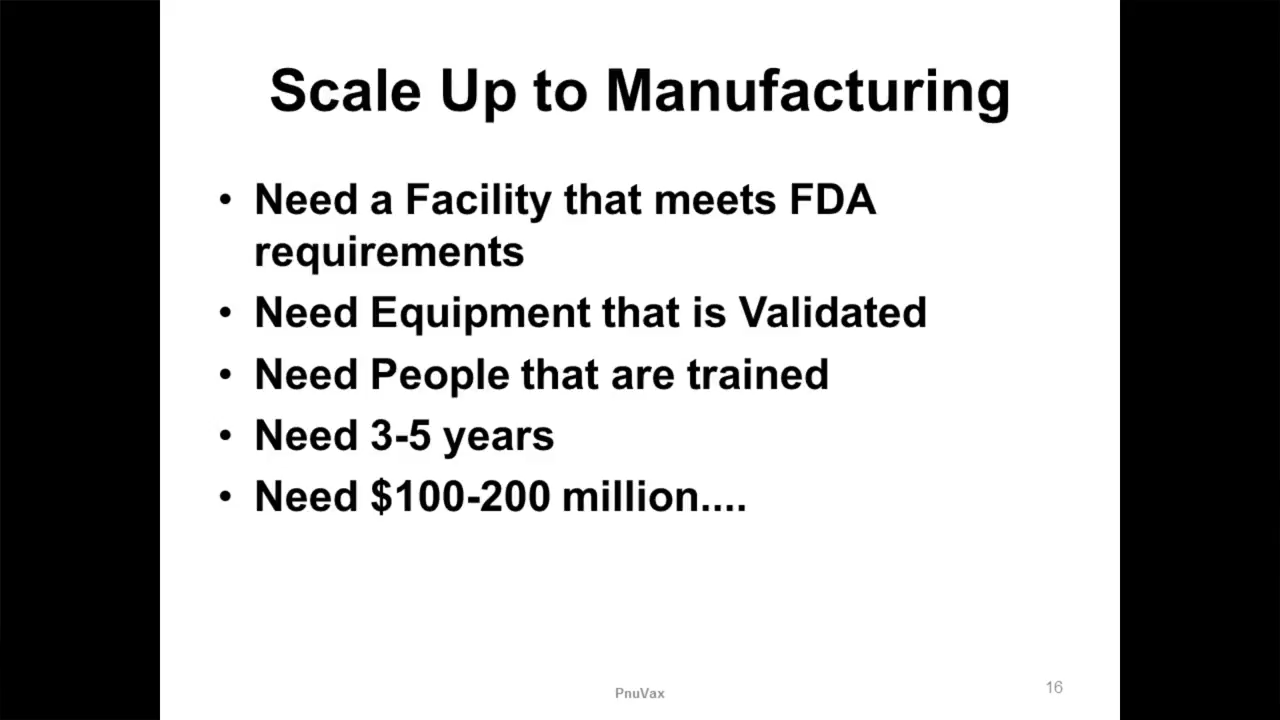 Scale Up to Manufacturing
• Need a Facility that meets FDA
requirements
• Need Equipment that is Validated
• Need People that are trained
• Need 3-5 years
• Need $100-200 million....
PnuVax
16